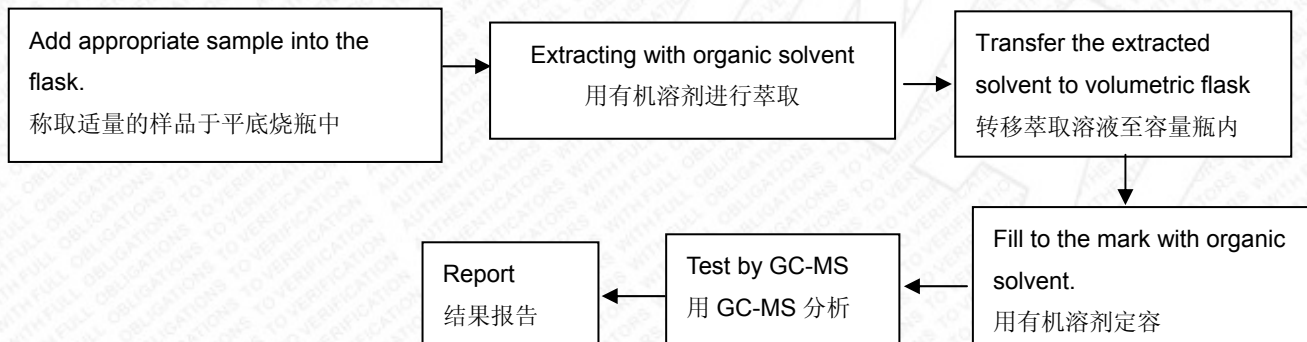 Add appropriate sample into the
flask.
称取适量的样品于平底烧瓶中
Extracting with organic solvent
用有机溶剂进行萃取
Transfer the extracted
solvent to volumetric flask
转移萃取溶液至容量瓶内
Fill to the mark with organic
solvent.
用有机溶剂定容
Test by GC-MS
用 GC-MS 分析
Report
结果报告